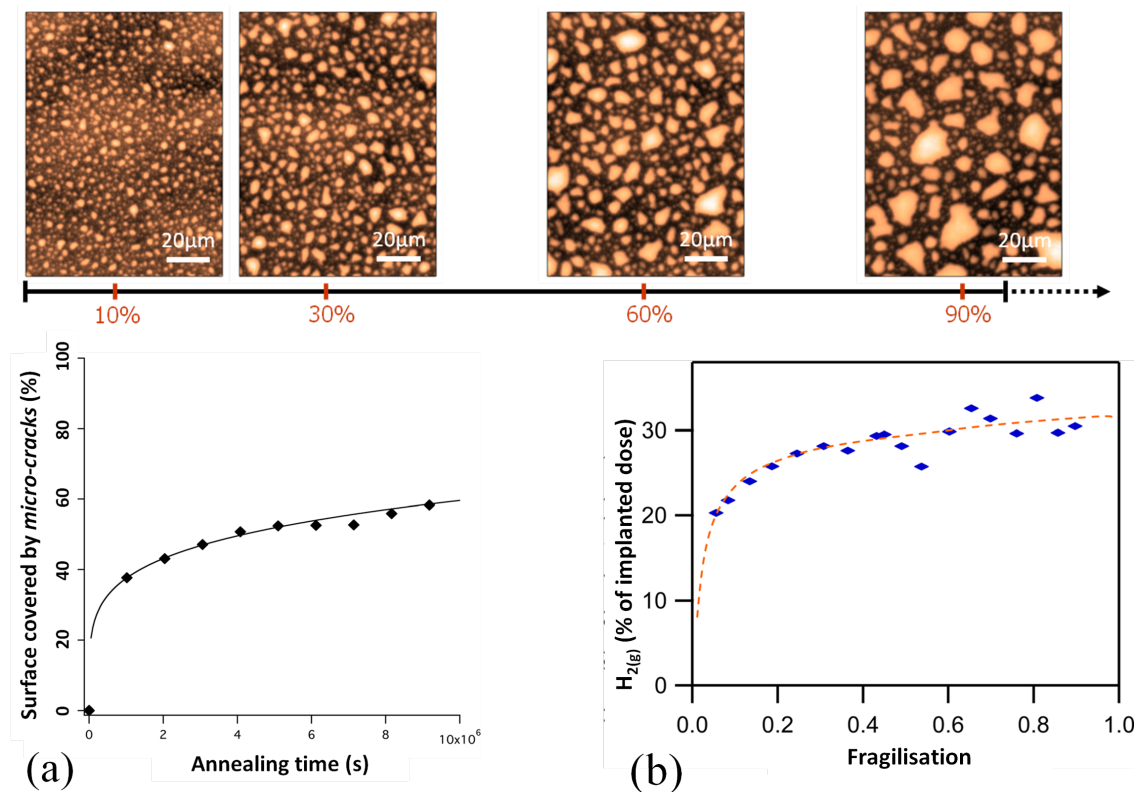 20µm 20µm 20µm 20µm
10% 30% 60% 90%
Surface covered by micro-cracks (%)
100
80
60
40
20
0
0 2 4 6 8 10x10⁶
Annealing time (s)
(a)
H2(g) (% of implanted dose)
30
20
10
0
0.0 0.2 0.4 0.6 0.8 1.0
Fragilisation
(b)